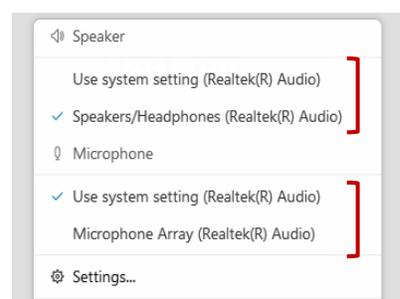 Speaker
Use system setting (Realtek(R) Audio)
Speakers/Headphones (Realtek(R) Audio)
Microphone
Use system setting (Realtek(R) Audio)
Microphone Array (Realtek(R) Audio)
Settings...